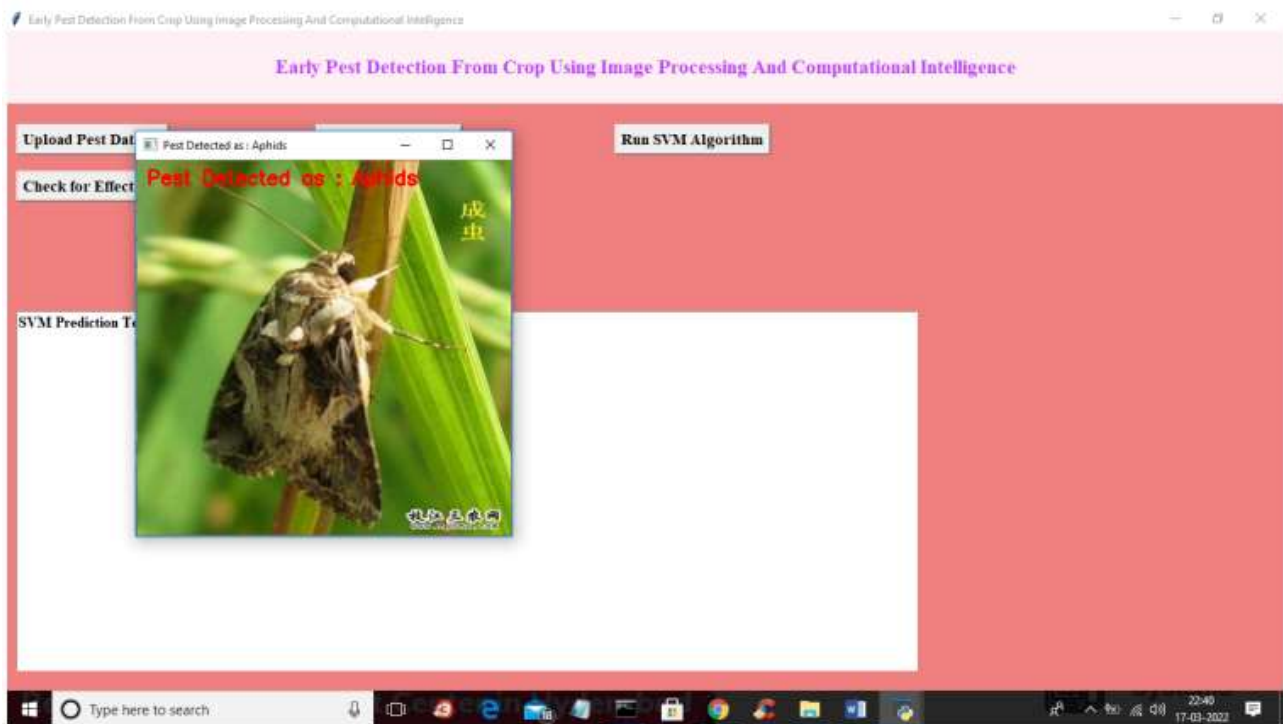 Early Pest Detection From Crop Using Image Processing And Computational Intelligence
Early Pest Detection From Crop Using Image Processing And Computational Intelligence
Upload Pest Dat
Run SVM Algorithm
Check for Effect
Pest Detected as : Aphids
Pest Detected as : Aphids
成
虫
SVM Prediction Te
Type here to search
18
22:40
17-03-2022